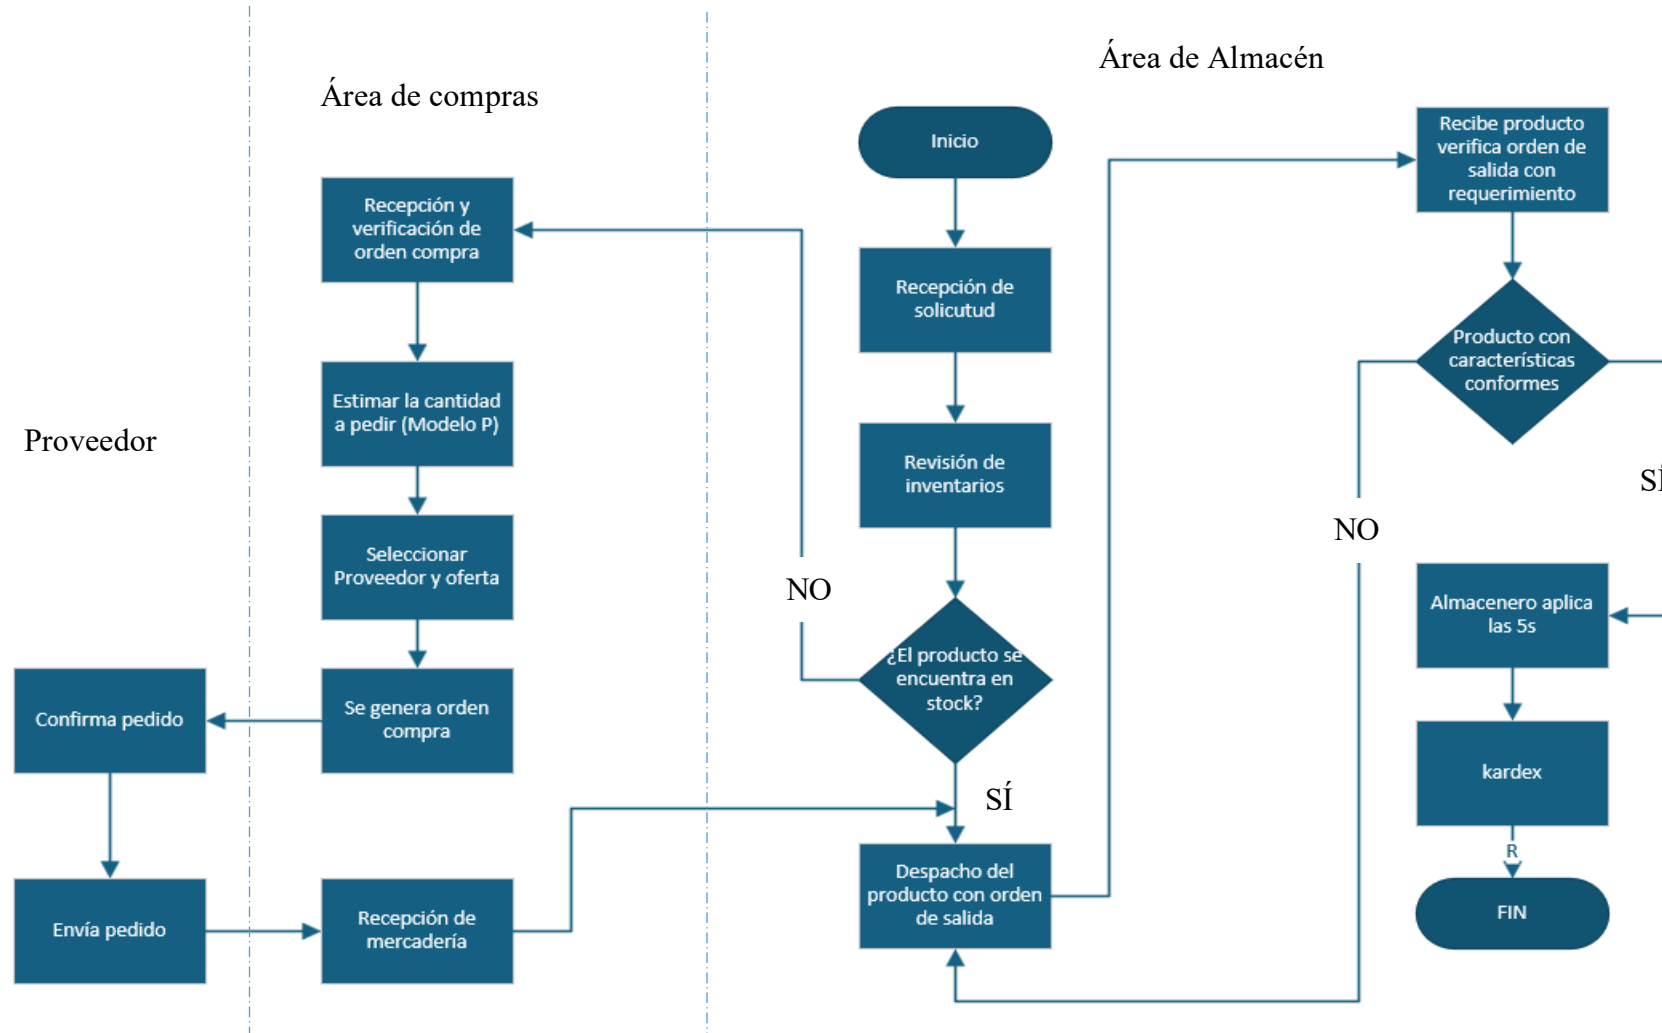 Área de Almacén
Área de compras
Proveedor
Recepción y
verificación de
orden compra
Estimar la cantidad
a pedir (Modelo P)
Seleccionar
Proveedor y oferta
Se genera orden
compra
Confirma pedido
Envía pedido
Recepción de
mercadería
Inicio
Recepción de
solicutud
Revisión de
inventarios
¿El producto se
encuentra en
stock?
NO
SÍ
Despacho del
producto con orden
de salida
Recibe producto
verifica orden de
salida con
requerimiento
Producto con
características
conformes
NO
SÍ
Almacenero aplica
las 5s
kardex
R
FIN